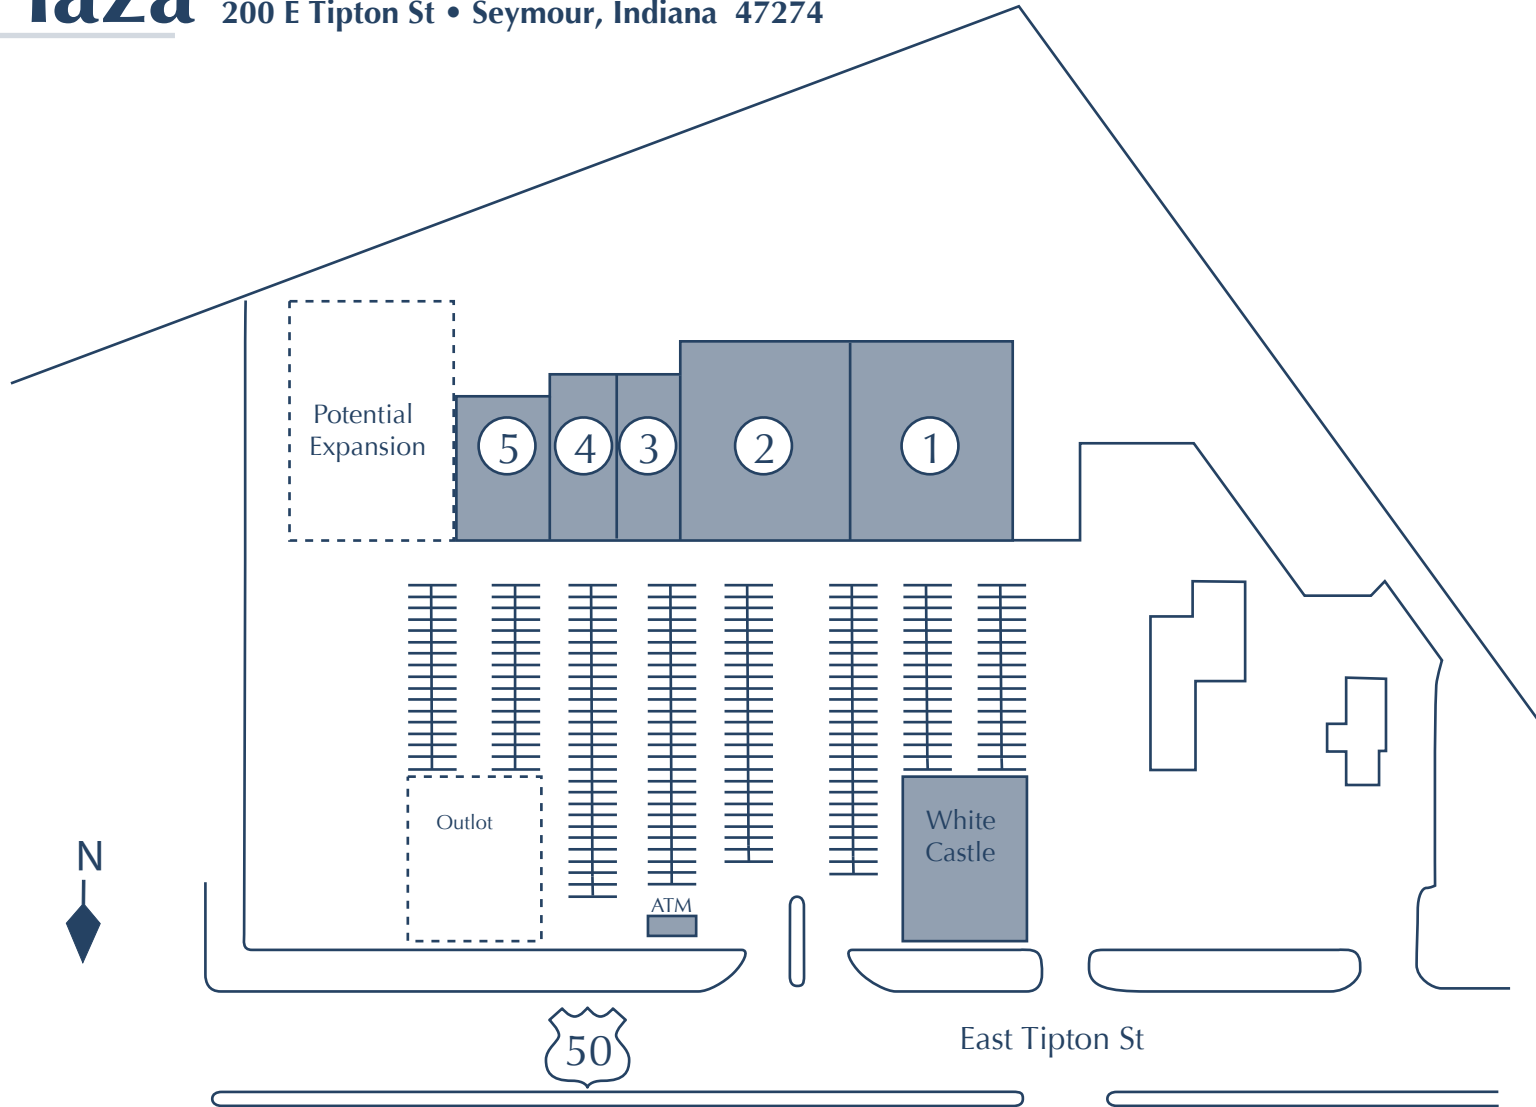 200 E Tipton St • Seymour, Indiana 47274
Potential
Expansion
5
4
3
2
1
Outlot
White
Castle
N
ATM
50
East Tipton St